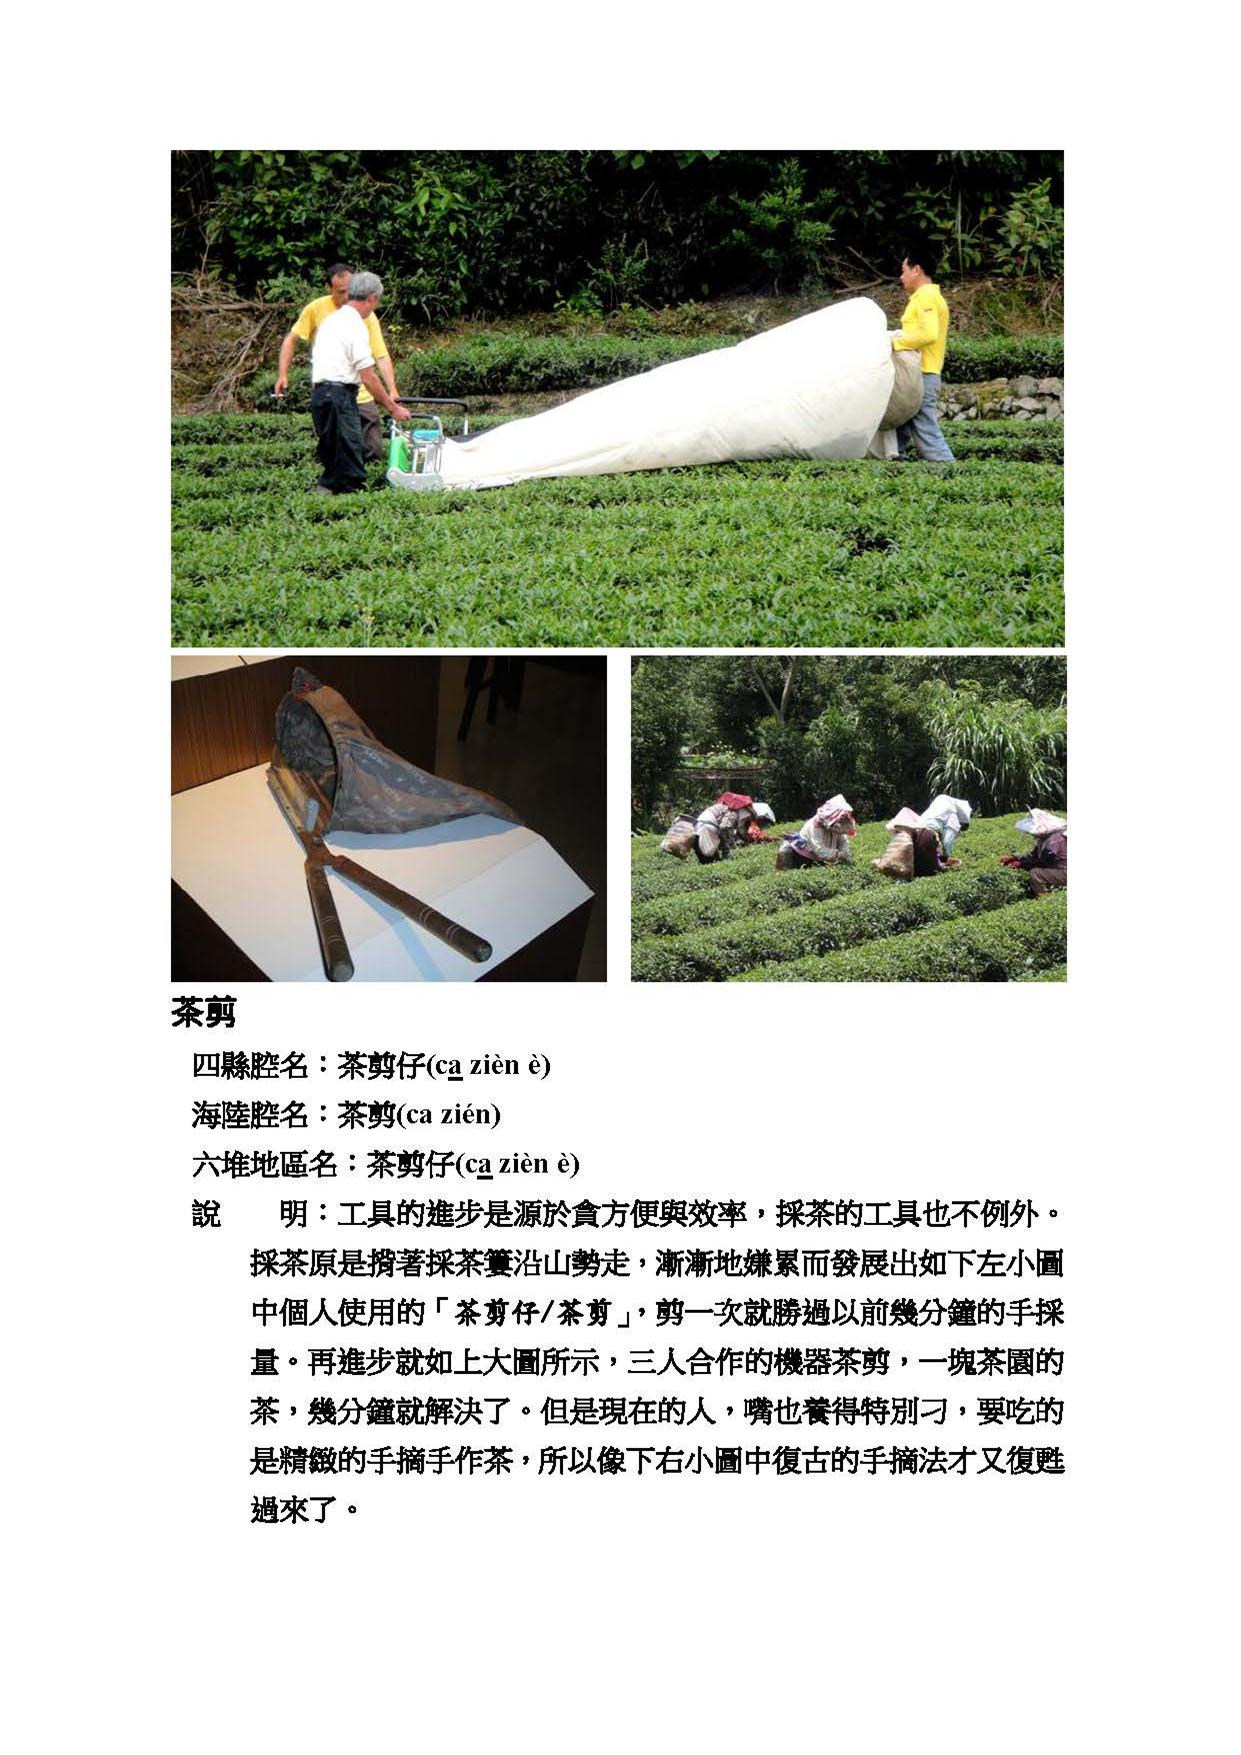 茶剪
四縣腔名：茶剪仔(ca zièn è)
海陸腔名：茶剪(ca zién)
六堆地區名：茶剪仔(ca zièn è)
說　　明：工具的進步是源於貪方便與效率，採茶的工具也不例外。
採茶原是揹著採茶簍沿山勢走，漸漸地嫌累而發展出如下左小圖
中個人使用的「茶剪仔/茶剪」，剪一次就勝過以前幾分鐘的手採
量。再進步就如上大圖所示，三人合作的機器茶剪，一塊茶園的
茶，幾分鐘就解決了。但是現在的人，嘴也養得特別刁，要吃的
是精緻的手摘手作茶，所以像下右小圖中復古的手摘法才又復甦
過來了。